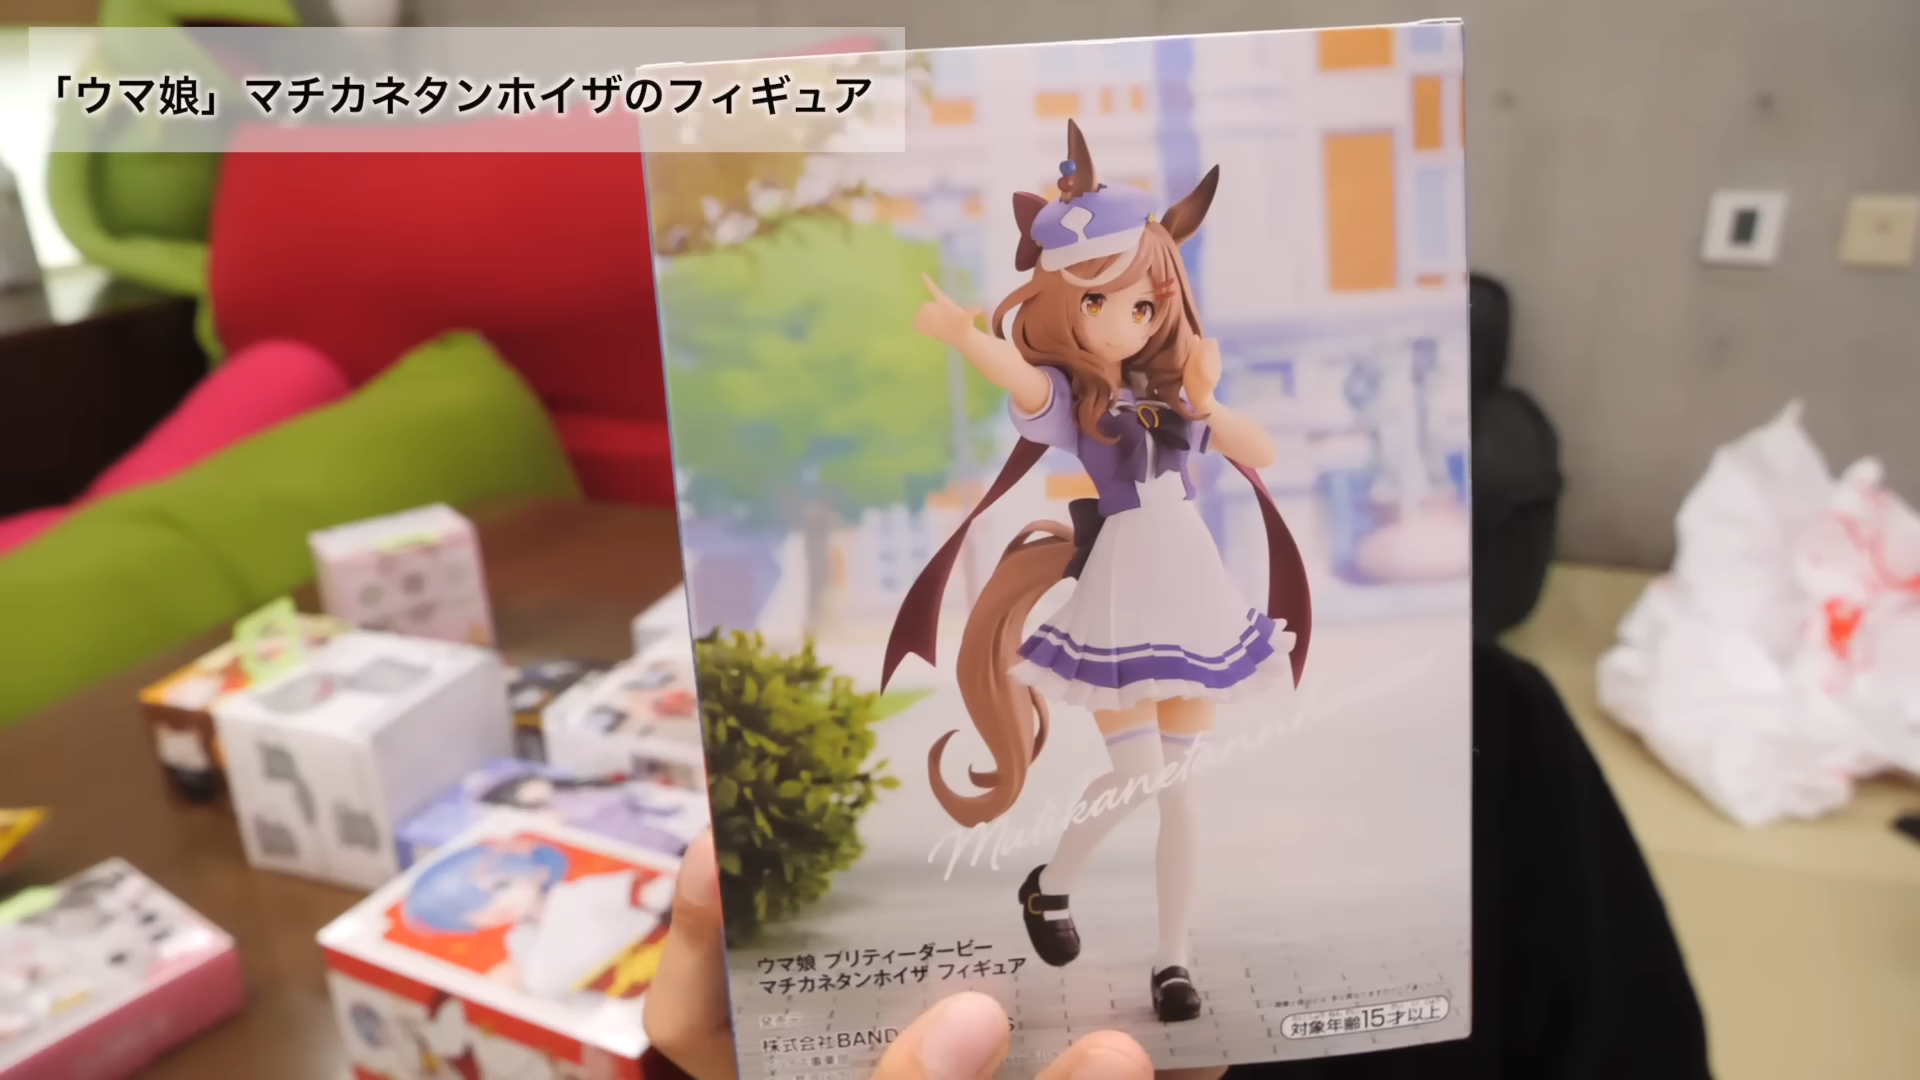 「ウマ娘」マチカネタンホイザのフィギュア
Matikanetannhauser
ウマ娘 プリティーダービー
マチカネタンホイザ フィギュア
発売元
株式会社BAND
対象年齢15才以上